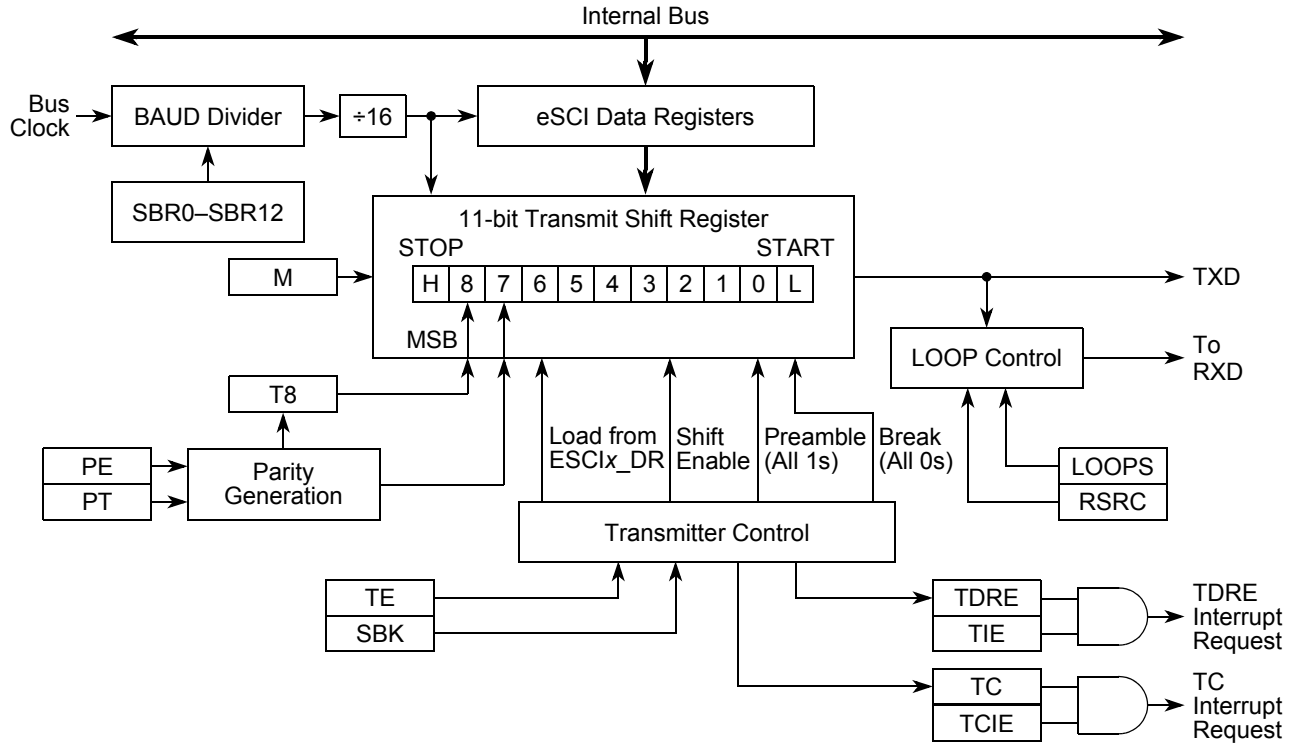 Internal Bus
Bus
Clock
BAUD Divider
÷16
eSCI Data Registers
SBR0–SBR12
11-bit Transmit Shift Register
STOP
START
M
H 8 7 6 5 4 3 2 1 0 L
TXD
MSB
LOOP Control
To
RXD
T8
Load from
ESCIx_DR
Shift
Enable
Preamble
(All 1s)
Break
(All 0s)
PE
PT
Parity
Generation
LOOPS
RSRC
Transmitter Control
TE
SBK
TDRE
TIE
TDRE
Interrupt
Request
TC
TCIE
TC
Interrupt
Request